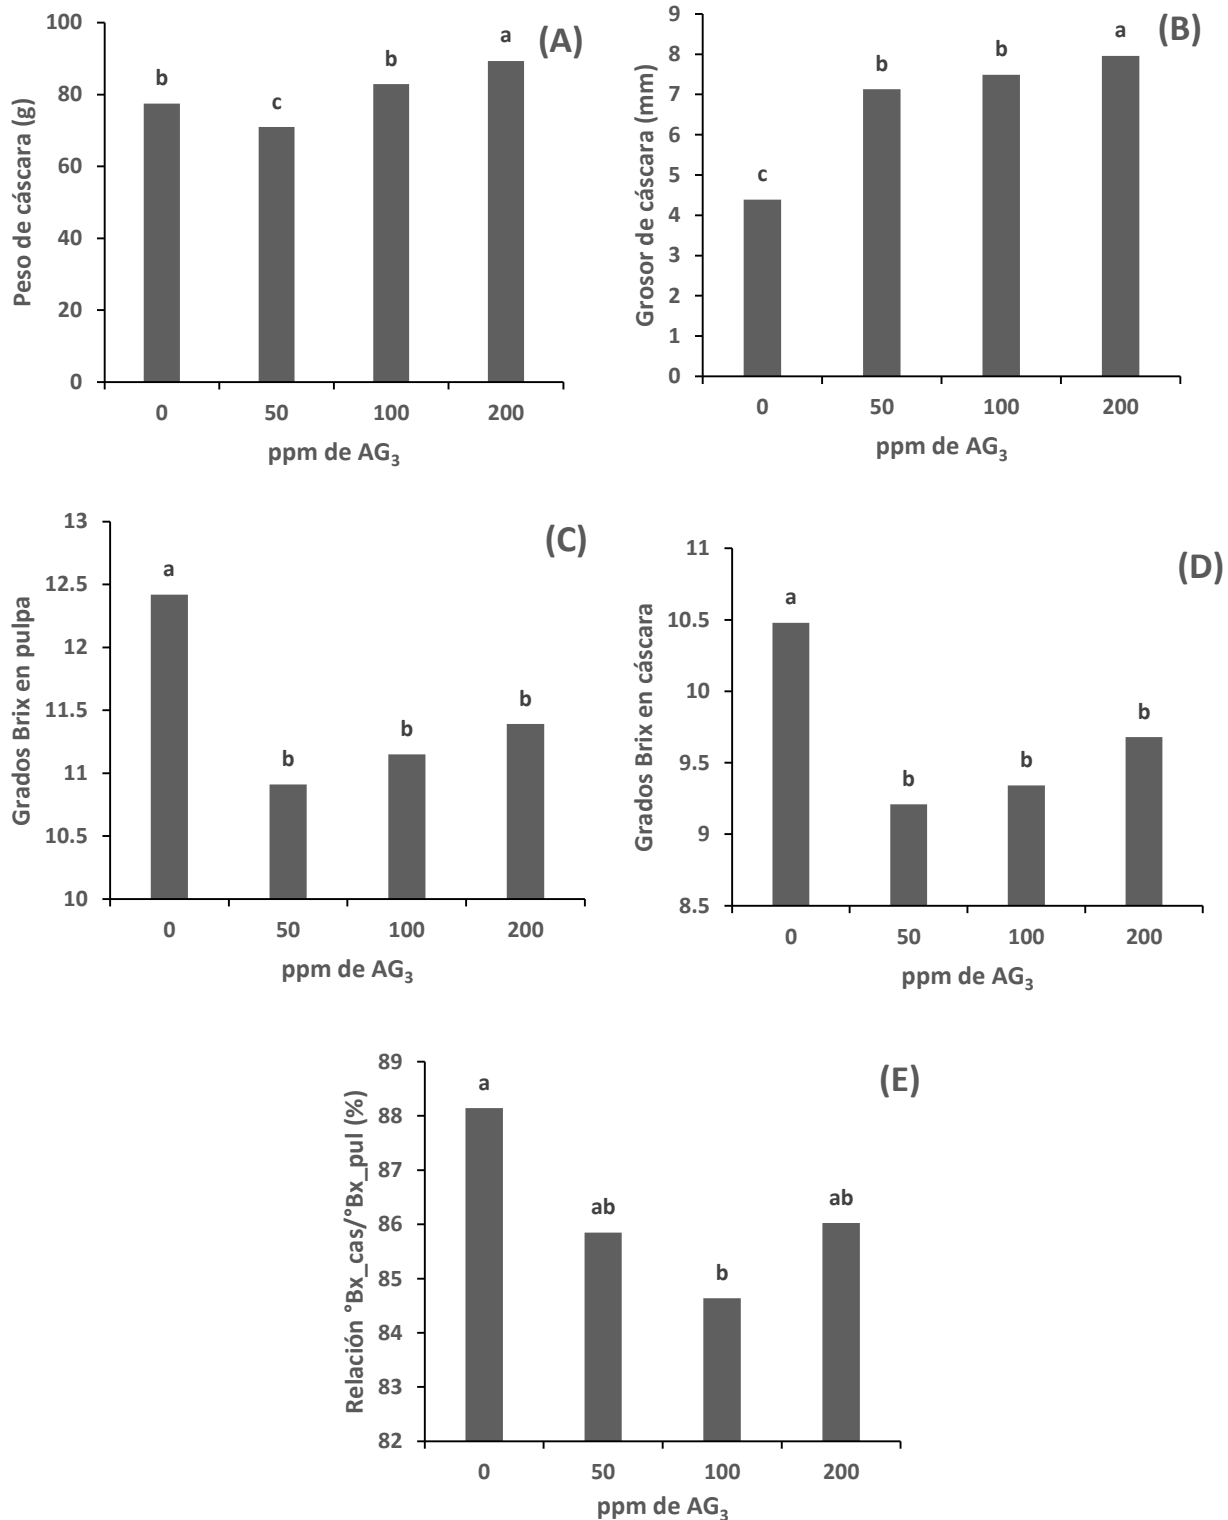 (A)
Peso de cáscara (g)
100
80
60
40
20
0
b
c
b
a
0 50 100 200
ppm de AG₃
(B)
Grosor de cáscara (mm)
9
8
7
6
5
4
3
2
1
0
c
b
b
a
0 50 100 200
ppm de AG₃
(C)
Grados Brix en pulpa
13
12.5
12
11.5
11
10.5
10
a
b
b
b
0 50 100 200
ppm de AG₃
(D)
Grados Brix en cáscara
11
10.5
10
9.5
9
8.5
a
b
b
b
0 50 100 200
ppm de AG₃
(E)
Relación °Bx_cas/°Bx_pul (%)
89
88
87
86
85
84
83
82
a
ab
b
ab
0 50 100 200
ppm de AG₃